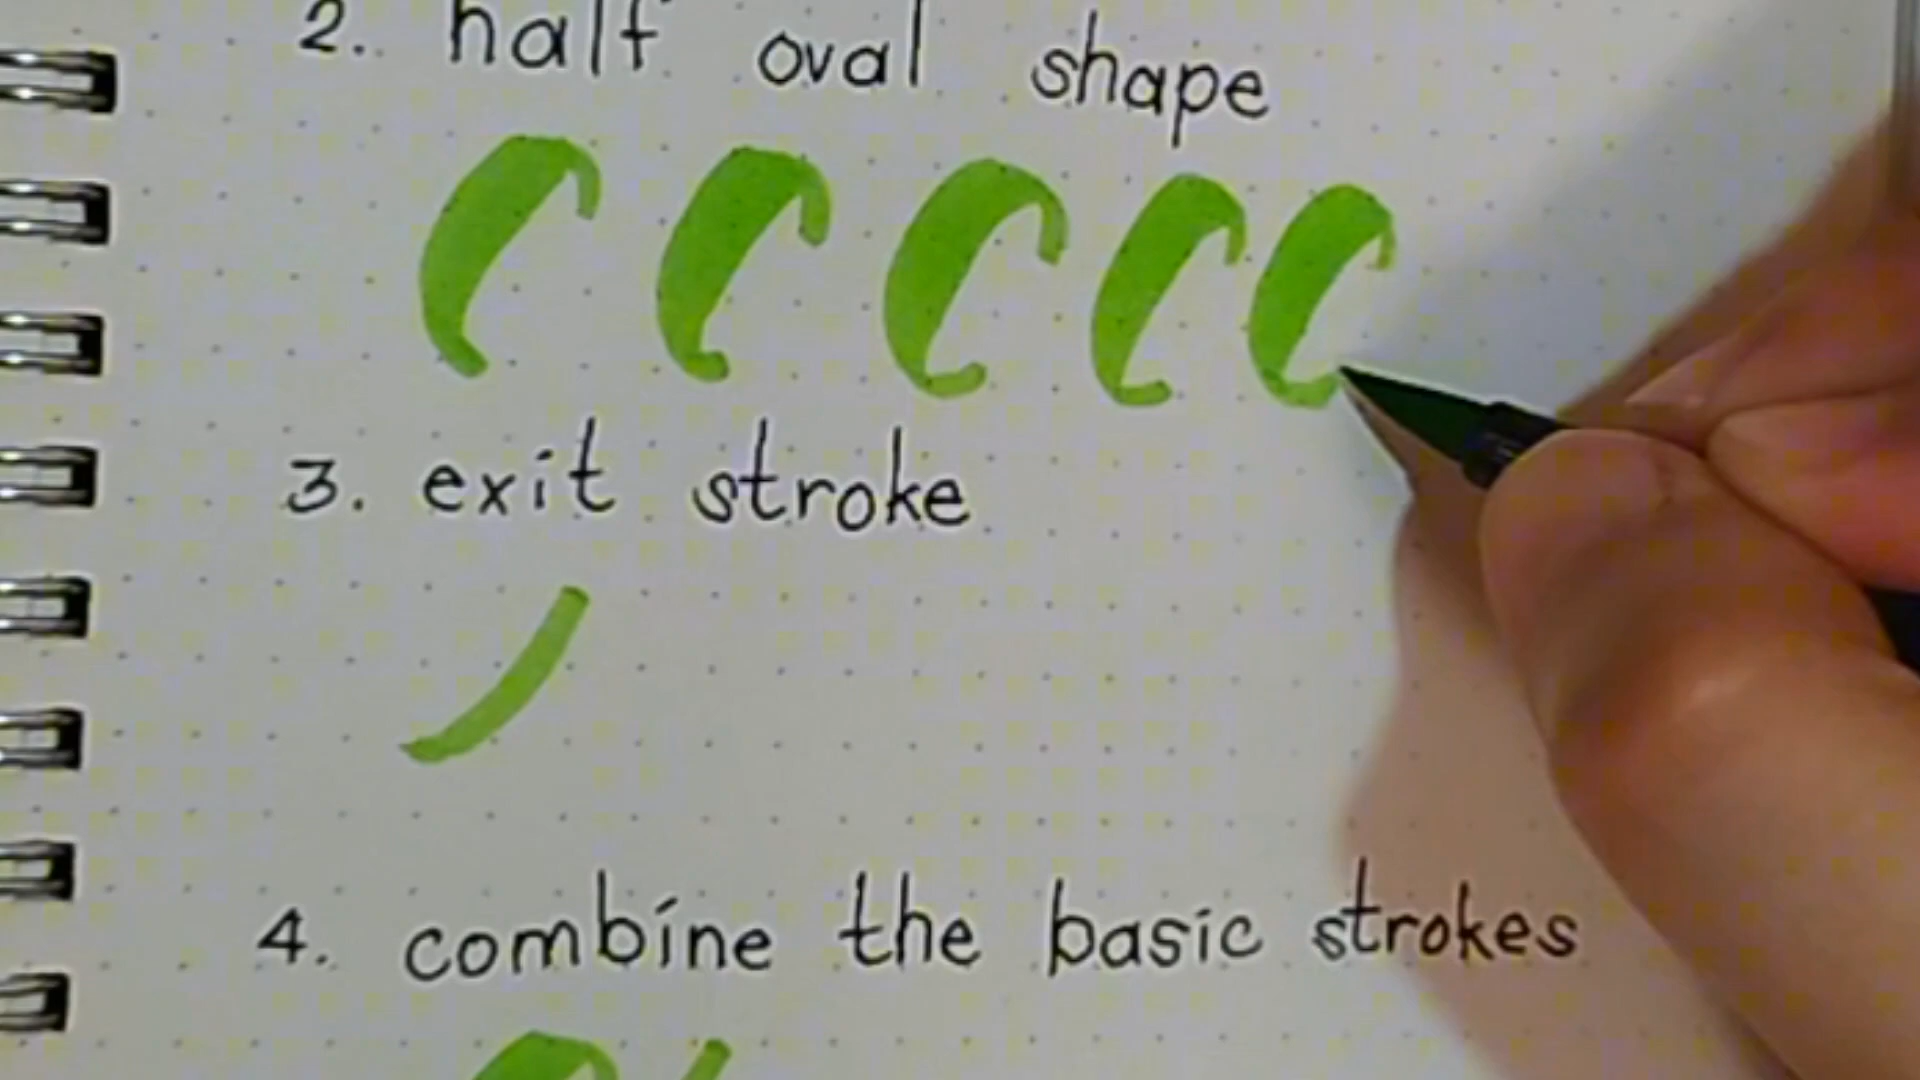 2. half oval shape
3. exit stroke
4. combine the basic strokes